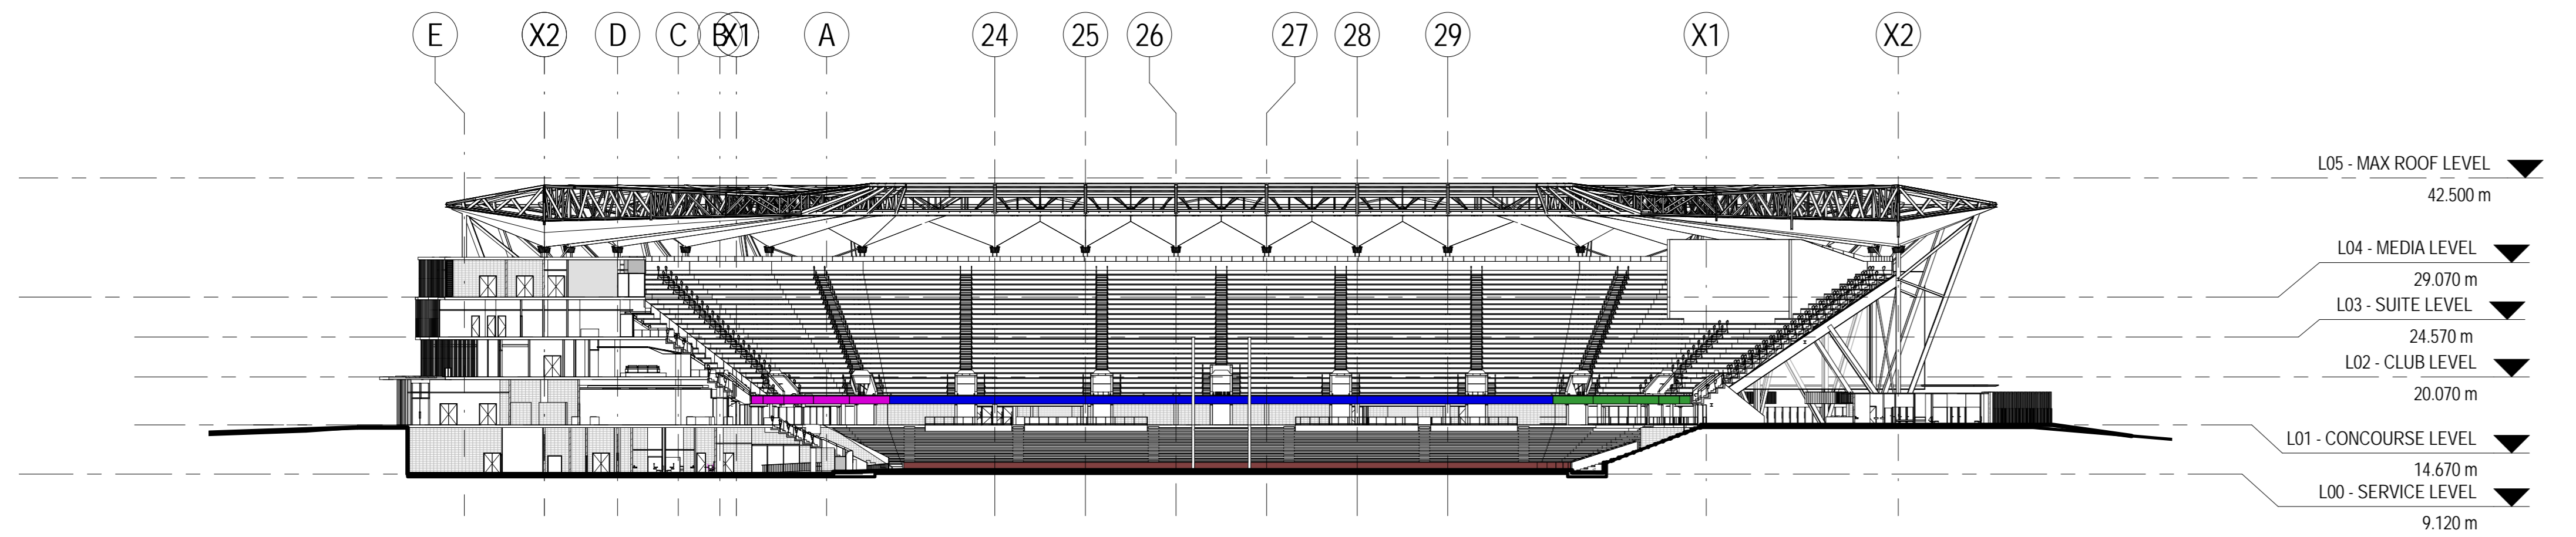 E X2 D C B X1 A 24 25 26 27 28 29 X1 X2
L05 - MAX ROOF LEVEL
42.500 m
L04 - MEDIA LEVEL
29.070 m
L03 - SUITE LEVEL
24.570 m
L02 - CLUB LEVEL
20.070 m
L01 - CONCOURSE LEVEL
14.670 m
L00 - SERVICE LEVEL
9.120 m